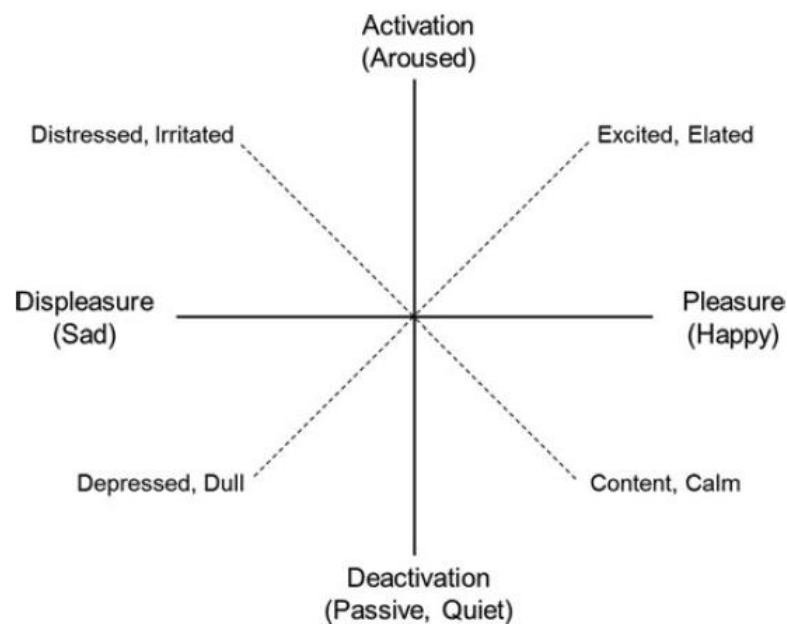 Activation
(Aroused)
Distressed, Irritated
Excited, Elated
Displeasure
(Sad)
Pleasure
(Happy)
Depressed, Dull
Content, Calm
Deactivation
(Passive, Quiet)